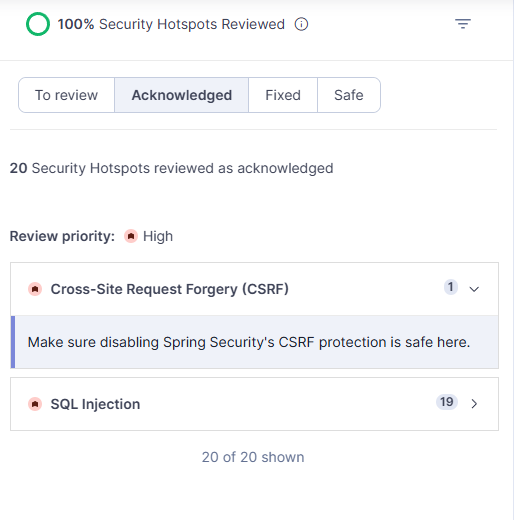 100% Security Hotspots Reviewed
To review Acknowledged Fixed Safe
20 Security Hotspots reviewed as acknowledged
Review priority: High
Cross-Site Request Forgery (CSRF) 1
Make sure disabling Spring Security's CSRF protection is safe here.
SQL Injection 19
20 of 20 shown